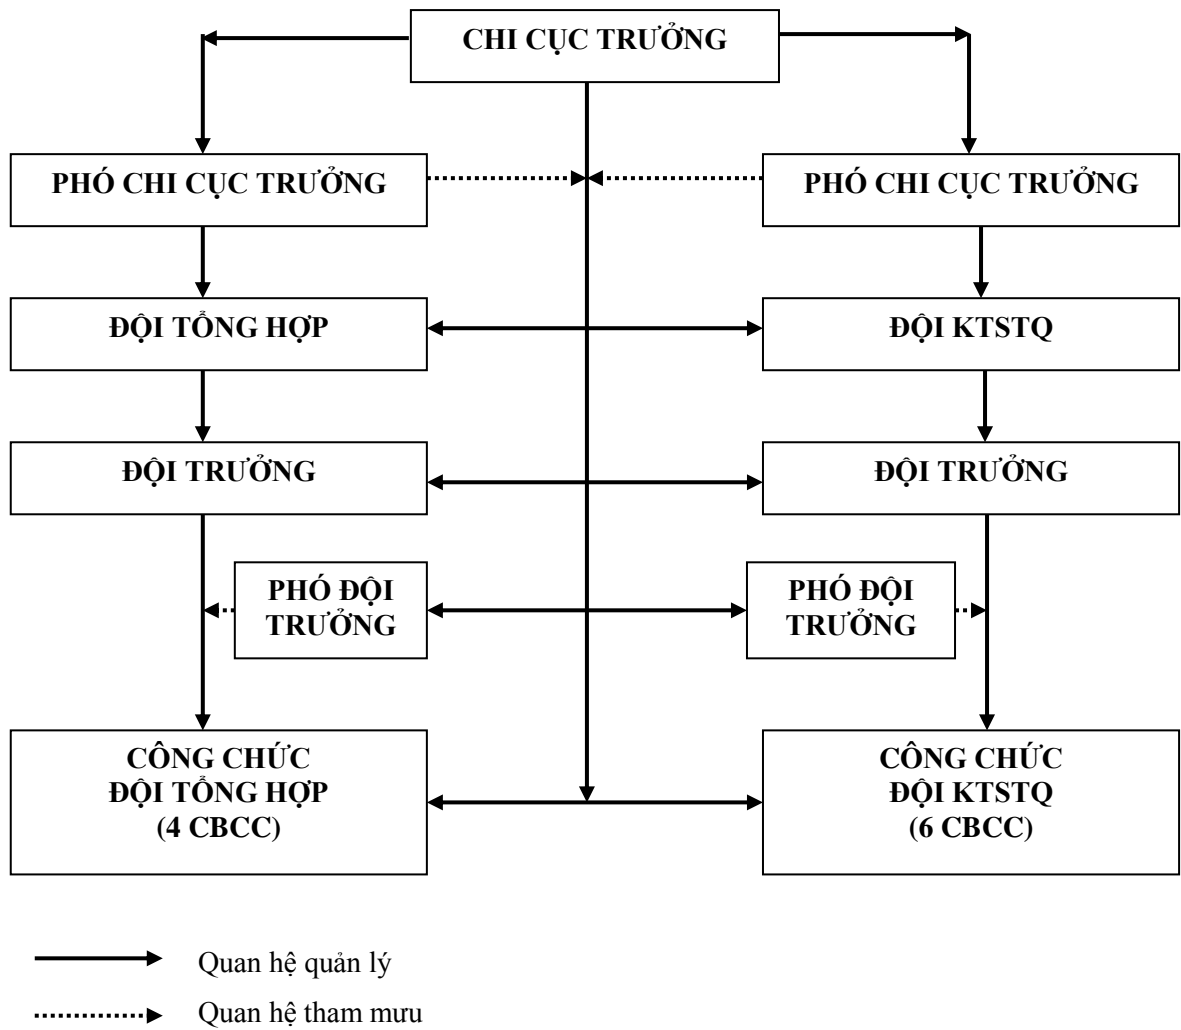 CHI CỤC TRƯỞNG
PHÓ CHI CỤC TRƯỞNG
PHÓ CHI CỤC TRƯỞNG
ĐỘI TỔNG HỢP
ĐỘI KTSTQ
ĐỘI TRƯỞNG
ĐỘI TRƯỞNG
PHÓ ĐỘI
TRƯỞNG
PHÓ ĐỘI
TRƯỞNG
CÔNG CHỨC
ĐỘI TỔNG HỢP
(4 CBCC)
CÔNG CHỨC
ĐỘI KTSTQ
(6 CBCC)
Quan hệ quản lý
Quan hệ tham mưu